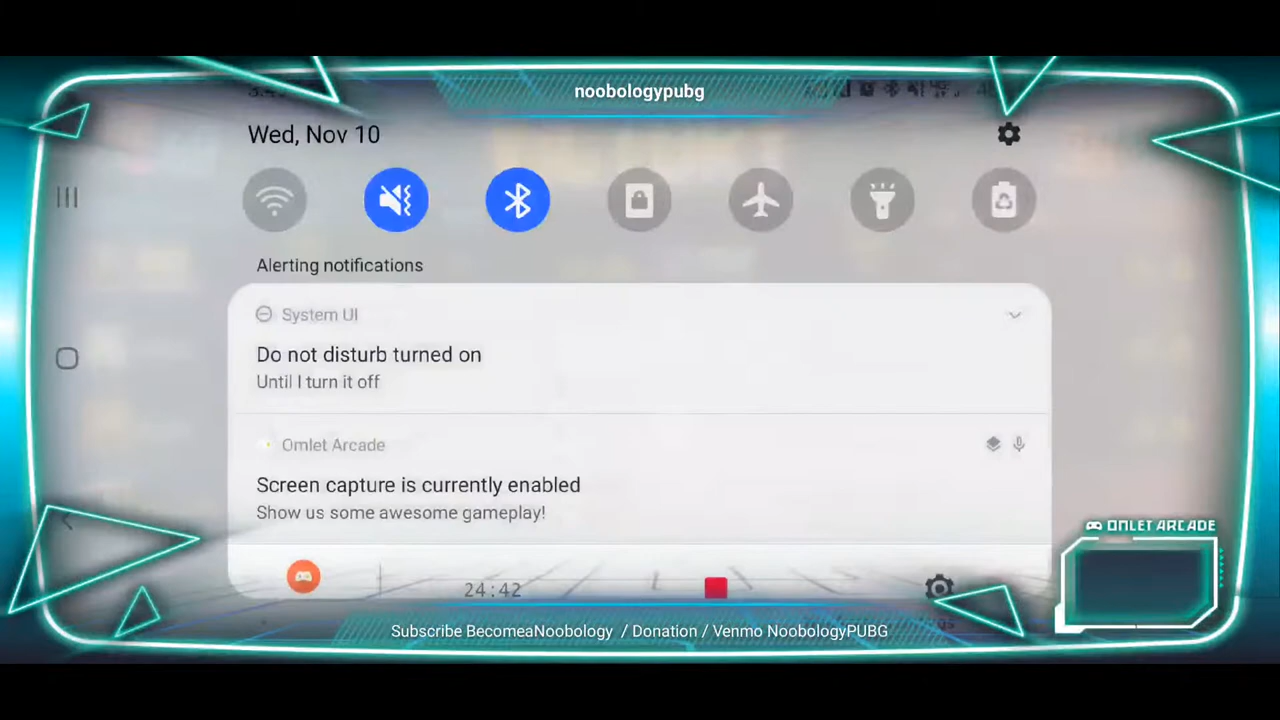 noobologypubg
Wed, Nov 10
Alerting notifications
System UI
Do not disturb turned on
Until I turn it off
Omlet Arcade
Screen capture is currently enabled
Show us some awesome gameplay!
OMLET ARCADE
24:42
Subscribe BecomeaNoobology / Donation / Venmo NoobologyPUBG